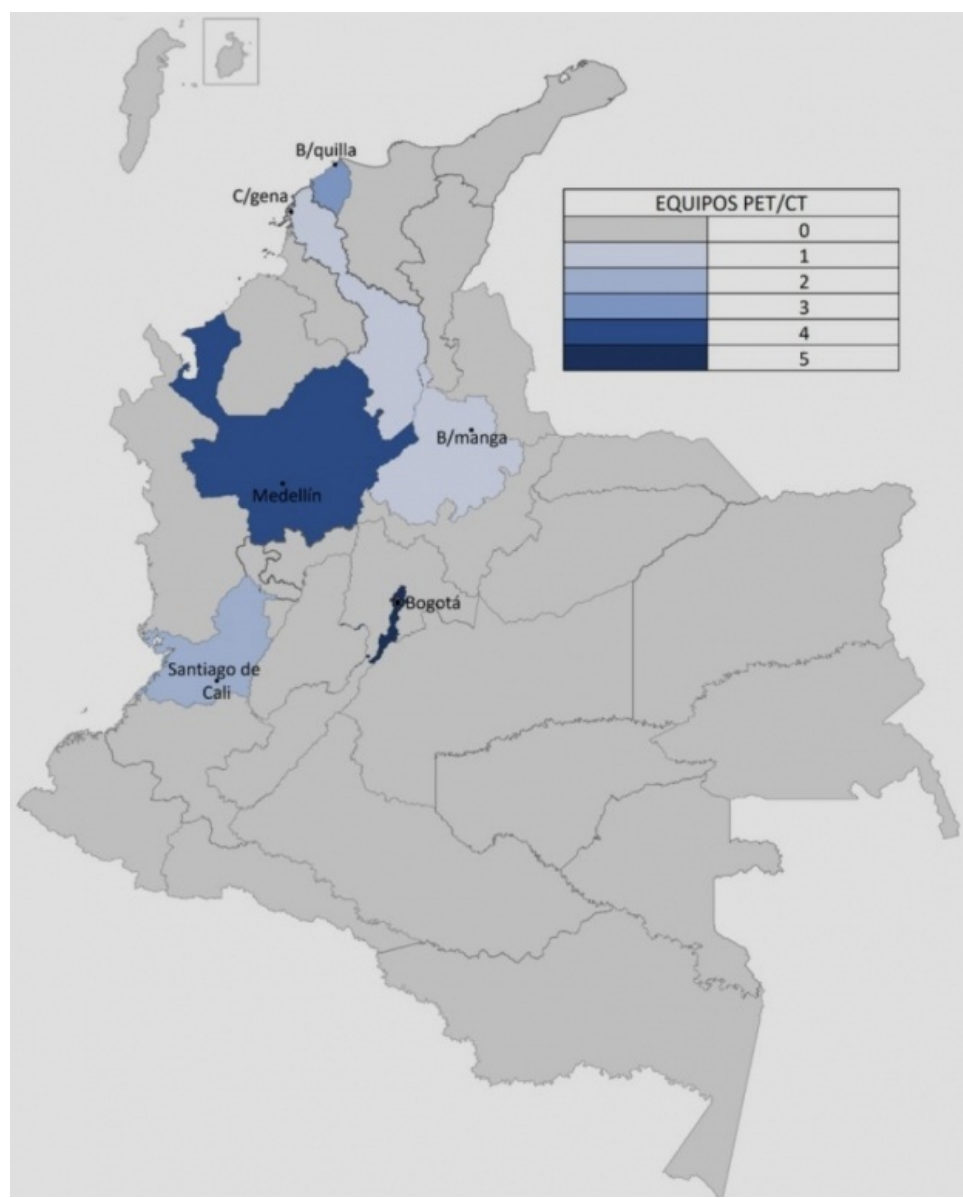 B/quilla
C/gena
EQUIPOS PET/CT
0
1
2
3
4
5
B/manga
Medellín
Bogotá
Santiago de
Cali